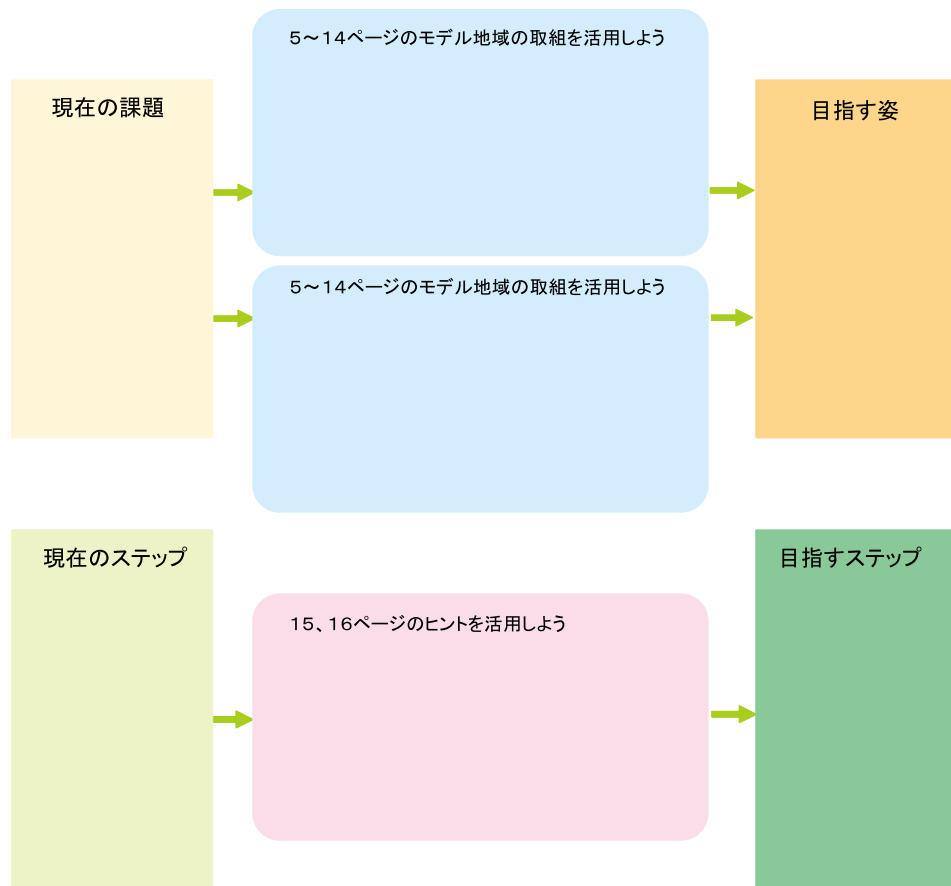 5～14ページのモデル地域の取組を活用しよう
現在の課題
目指す姿
5～14ページのモデル地域の取組を活用しよう
現在のステップ
目指すステップ
15、16ページのヒントを活用しよう